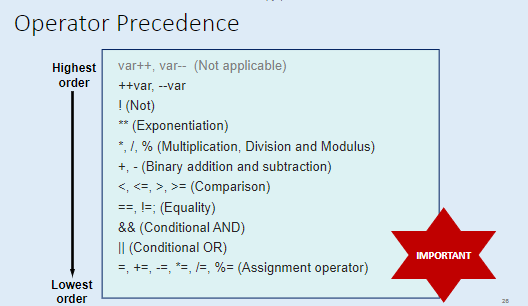 Operator Precedence
Highest
order
var++, var-- (Not applicable)
++var, --var
! (Not)
** (Exponentiation)
*, /, % (Multiplication, Division and Modulus)
+, - (Binary addition and subtraction)
<, <=, >, >= (Comparison)
==, !=; (Equality)
&& (Conditional AND)
|| (Conditional OR)
=, +=, -=, *=, /=, %= (Assignment operator)
Lowest
order
IMPORTANT
26